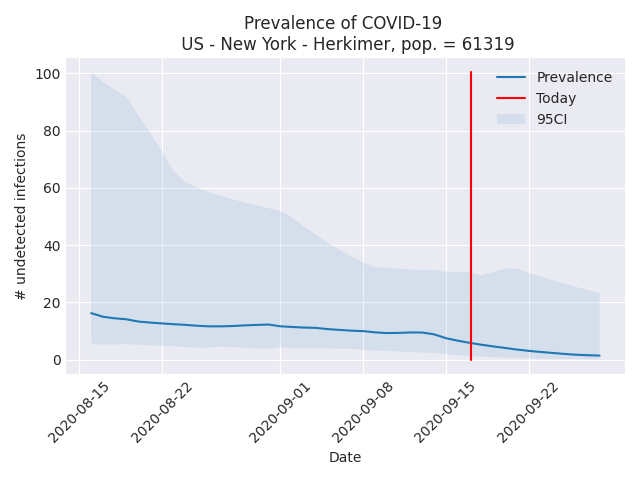 Prevalence of COVID-19
US - New York - Herkimer, pop. = 61319
# undetected infections
100
80
60
40
20
0
Prevalence
Today
95CI
2020-08-15
2020-08-22
2020-09-01
2020-09-08
2020-09-15
2020-09-22
Date